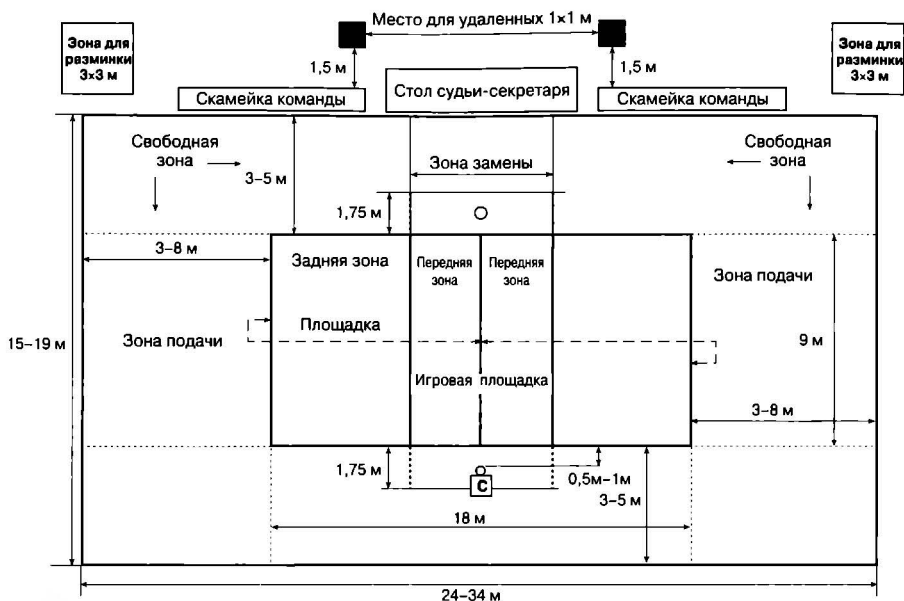 Место для удаленных 1×1 м
Зона для
разминки
3×3 м
Зона для
разминки
3×3 м
1,5 м
1,5 м
Скамейка команды
Стол судьи-секретаря
Скамейка команды
Свободная
зона
Свободная
зона
Зона замены
3–5 м
1,75 м
3–8 м
Задняя зона
Передняя
зона
Передняя
зона
Зона подачи
Площадка
15–19 м
Зона подачи
9 м
Игровая площадка
3–8 м
1,75 м
С
0,5м–1м
3–5 м
18 м
24–34 м